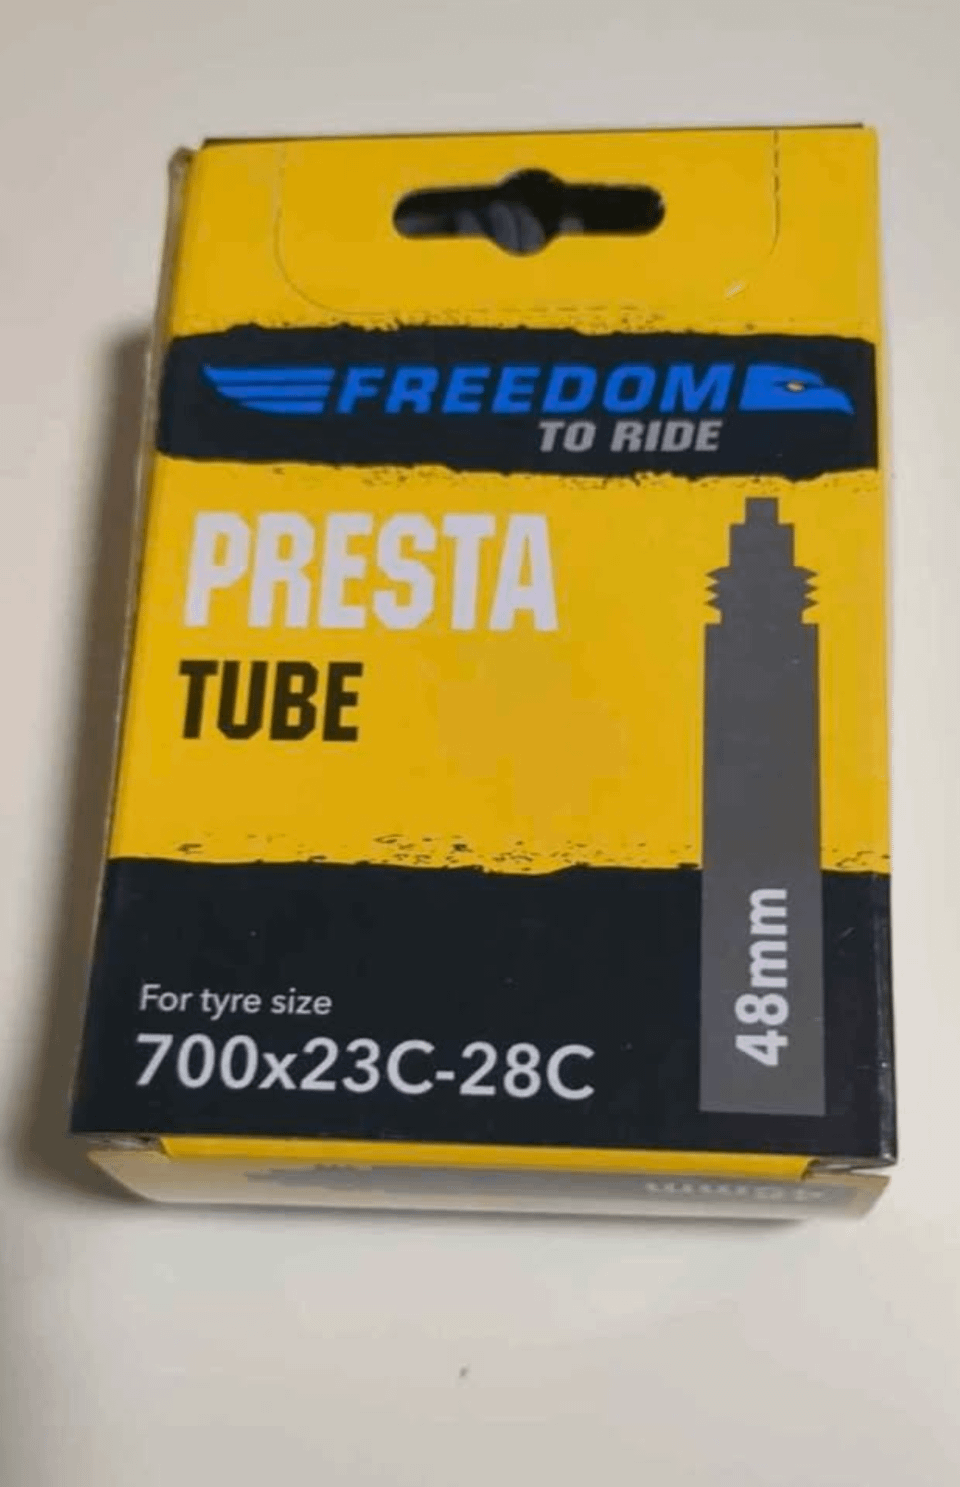 FREEDOM
TO RIDE
PRESTA
TUBE
48mm
For tyre size
700x23C-28C